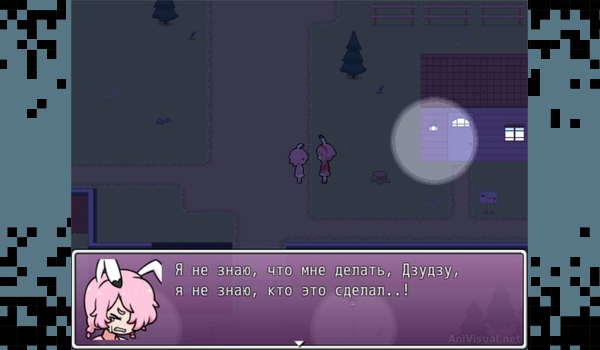 Я не знаю, что мне делать, Дзудзу,
я не знаю, кто это сделал..!
AniVisual.net